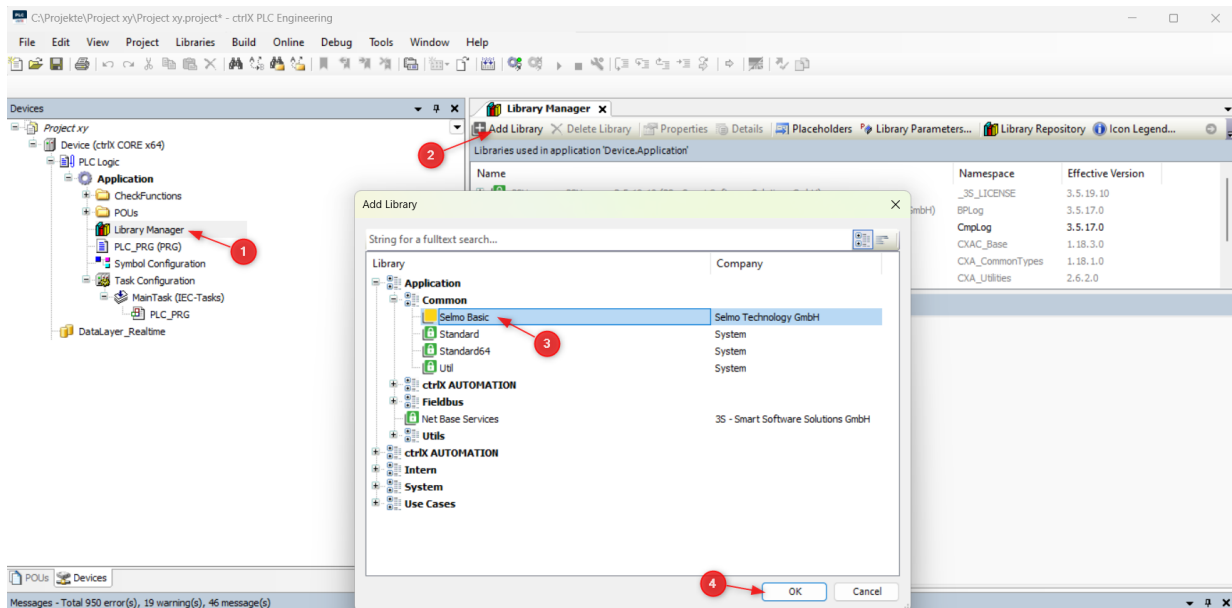 C:\Projekte\Project xy\Project xy.project* - ctrlX PLC Engineering
File Edit View Project Libraries Build Online Debug Tools Window Help
Devices
Project xy
Device (ctrlX CORE x64)
PLC Logic
Application
CheckFunctions
POUs
Library Manager
1
PLC_PRG (PRG)
Symbol Configuration
Task Configuration
MainTask (IEC-Tasks)
PLC_PRG
DataLayer_Realtime
POUs Devices
Library Manager
2
Add Library Delete Library Properties Details Placeholders Library Parameters... Library Repository Icon Legend...
Libraries used in application 'Device.Application'
Name Namespace Effective Version
_3S_LICENSE 3.5.19.10
GmbH) BPLog 3.5.17.0
CmpLog 3.5.17.0
CXAC_Base 1.18.3.0
CXA_CommonTypes 1.18.1.0
CXA_Utilities 2.6.2.0
Add Library
String for a fulltext search...
Library Company
Application
Common
Selmo Basic Selmo Technology GmbH
3
Standard System
Standard64 System
Util System
ctrlX AUTOMATION
Fieldbus
Net Base Services 3S - Smart Software Solutions GmbH
Utils
ctrlX AUTOMATION
Intern
System
Use Cases
4
OK Cancel
Messages - Total 950 error(s), 19 warning(s), 46 message(s)